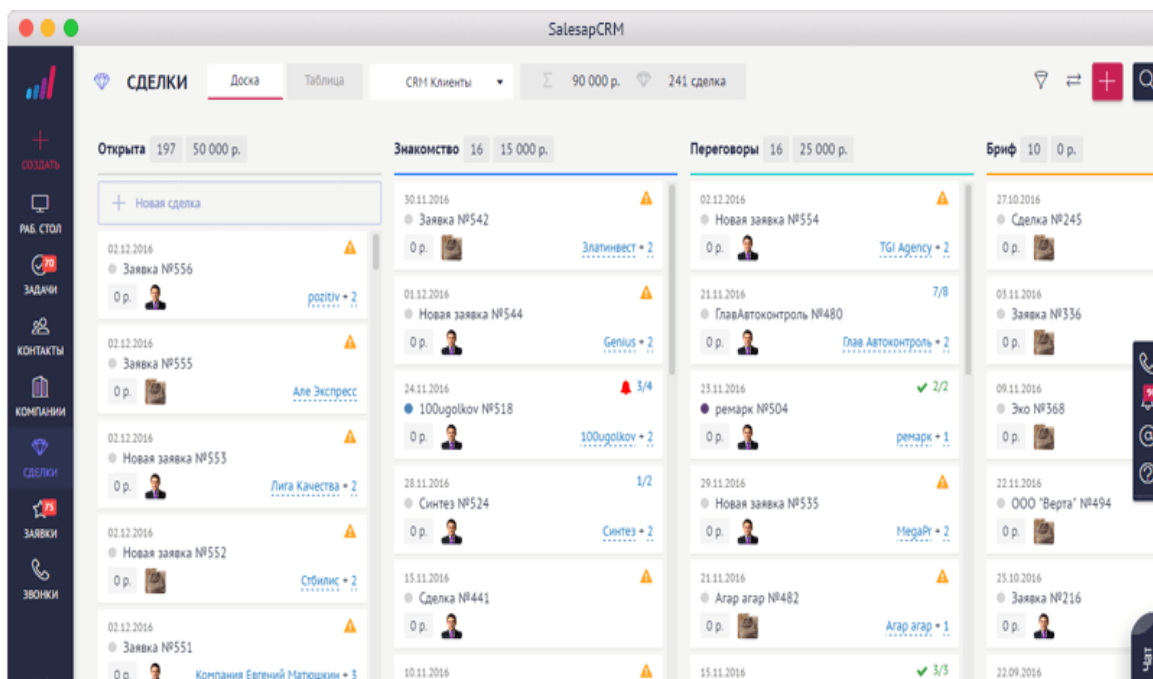 SalesapCRM
СДЕЛКИ Доска Таблица CRM Клиенты Σ 90 000 р. 241 сделка
СОЗДАТЬ
РАБ. СТОЛ
70
ЗАДАЧИ
КОНТАКТЫ
КОМПАНИИ
СДЕЛКИ
75
ЗАЯВКИ
ЗВОНКИ
Открыта 197 50 000 р.
+ Новая сделка
02.12.2016
Заявка №556
0 р. pozitiv + 2
02.12.2016
Заявка №555
0 р. Але Экспресс
02.12.2016
Новая заявка №553
0 р. Лига Качества + 2
02.12.2016
Новая заявка №552
0 р. Стбилис + 2
02.12.2016
Заявка №551
0 р. Компания Евгений Матюшкин + 3
Знакомство 16 15 000 р.
30.11.2016
Заявка №542
0 р. Златинвест + 2
01.12.2016
Новая заявка №544
0 р. Genius + 2
24.11.2016 3/4
100ugolkov №518
0 р. 100ugolkov + 2
28.11.2016 1/2
Синтез №524
0 р. Синтез + 2
15.11.2016
Сделка №441
0 р.
10.11.2016
Переговоры 16 25 000 р.
02.12.2016
Новая заявка №554
0 р. TGI Agency + 2
21.11.2016 7/8
ГлавАвтоконтроль №480
0 р. Глав Автоконтроль + 2
23.11.2016 2/2
ремарк №504
0 р. ремарк + 1
29.11.2016
Новая заявка №535
0 р. MegaPr + 2
21.11.2016
Агар агар №482
0 р. Агар агар + 1
15.11.2016 3/3
Бриф 10 0 р.
27.10.2016
Сделка №245
0 р.
03.11.2016
Заявка №336
0 р.
09.11.2016
Эко №368
0 р.
22.11.2016
ООО "Верта" №494
0 р.
25.10.2016
Заявка №216
0 р.
22.09.2016
Чат